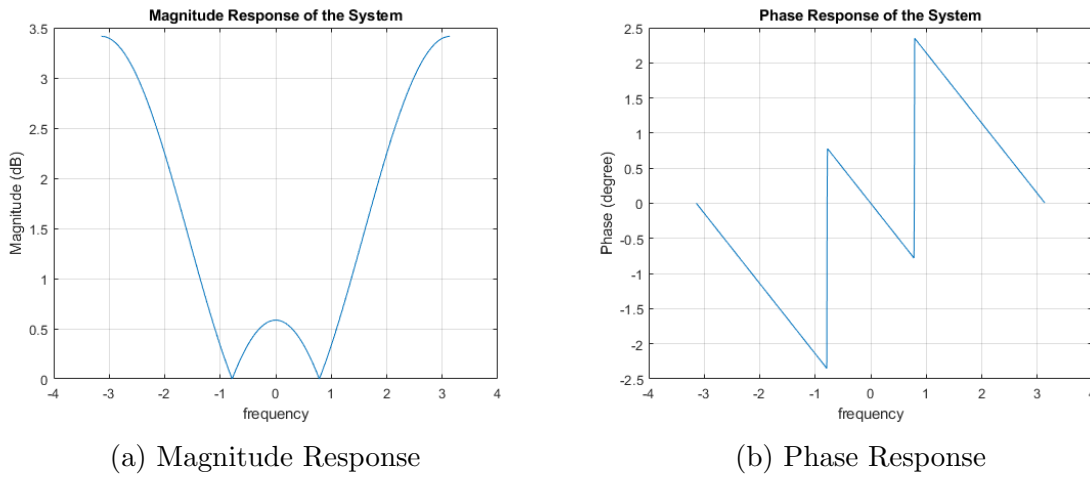 Magnitude Response of the System
3.5
3
2.5
2
1.5
1
0.5
0
Magnitude (dB)
-4 -3 -2 -1 0 1 2 3 4
frequency
(a) Magnitude Response
Phase Response of the System
2.5
2
1.5
1
0.5
0
-0.5
-1
-1.5
-2
-2.5
Phase (degree)
-4 -3 -2 -1 0 1 2 3 4
frequency
(b) Phase Response